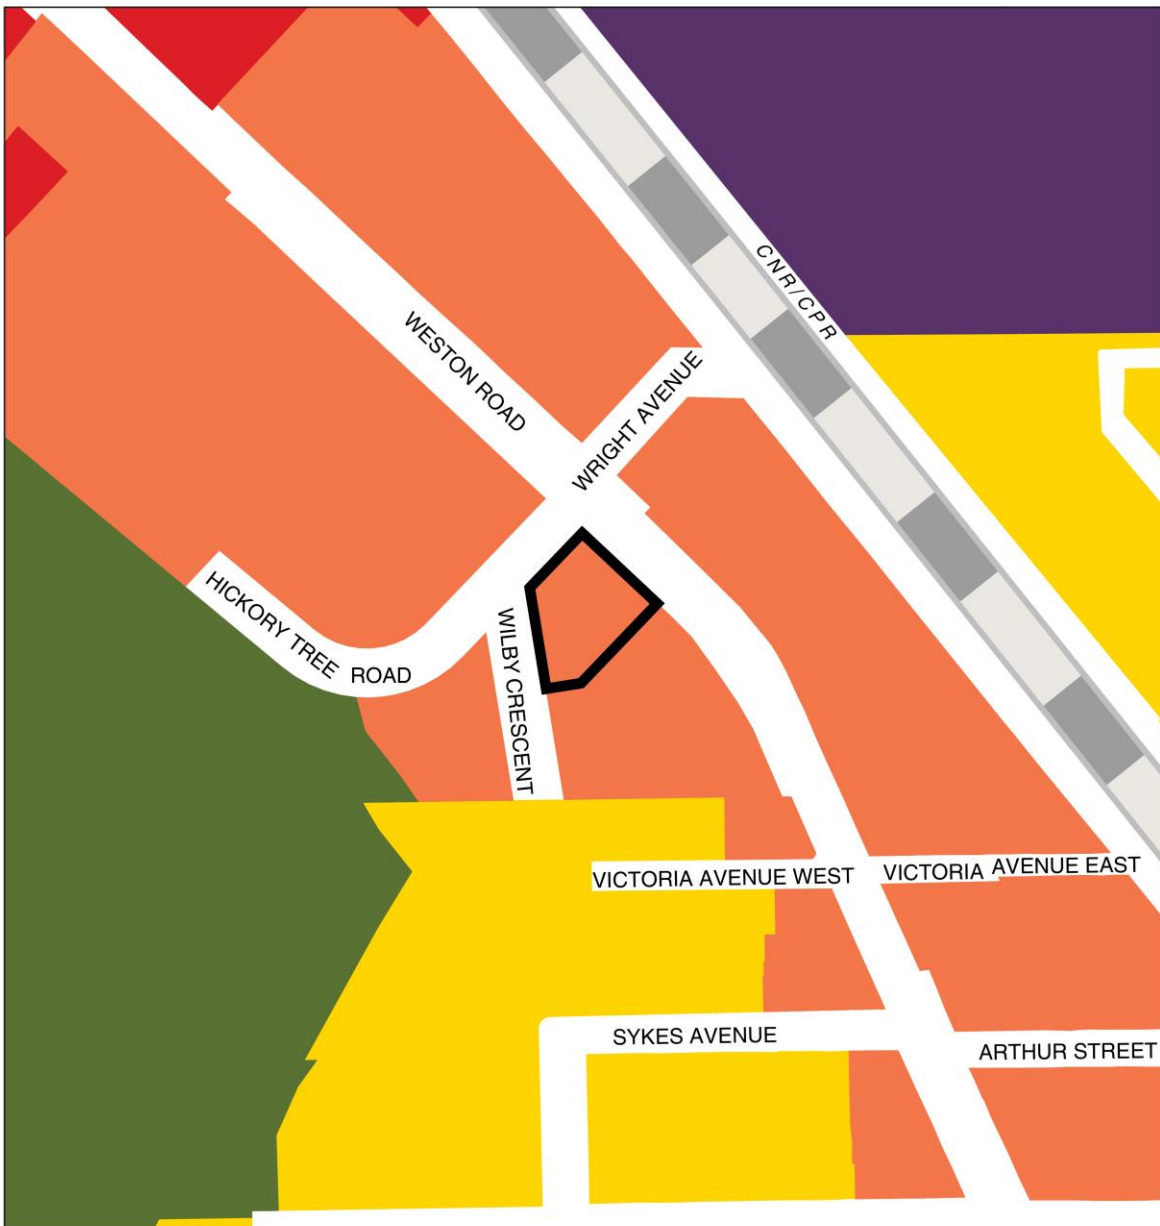 CNR/CPR
WESTON ROAD
WRIGHT AVENUE
HICKORY TREE ROAD
WILBY CRESCENT
VICTORIA AVENUE WEST
VICTORIA AVENUE EAST
SYKES AVENUE
ARTHUR STREET